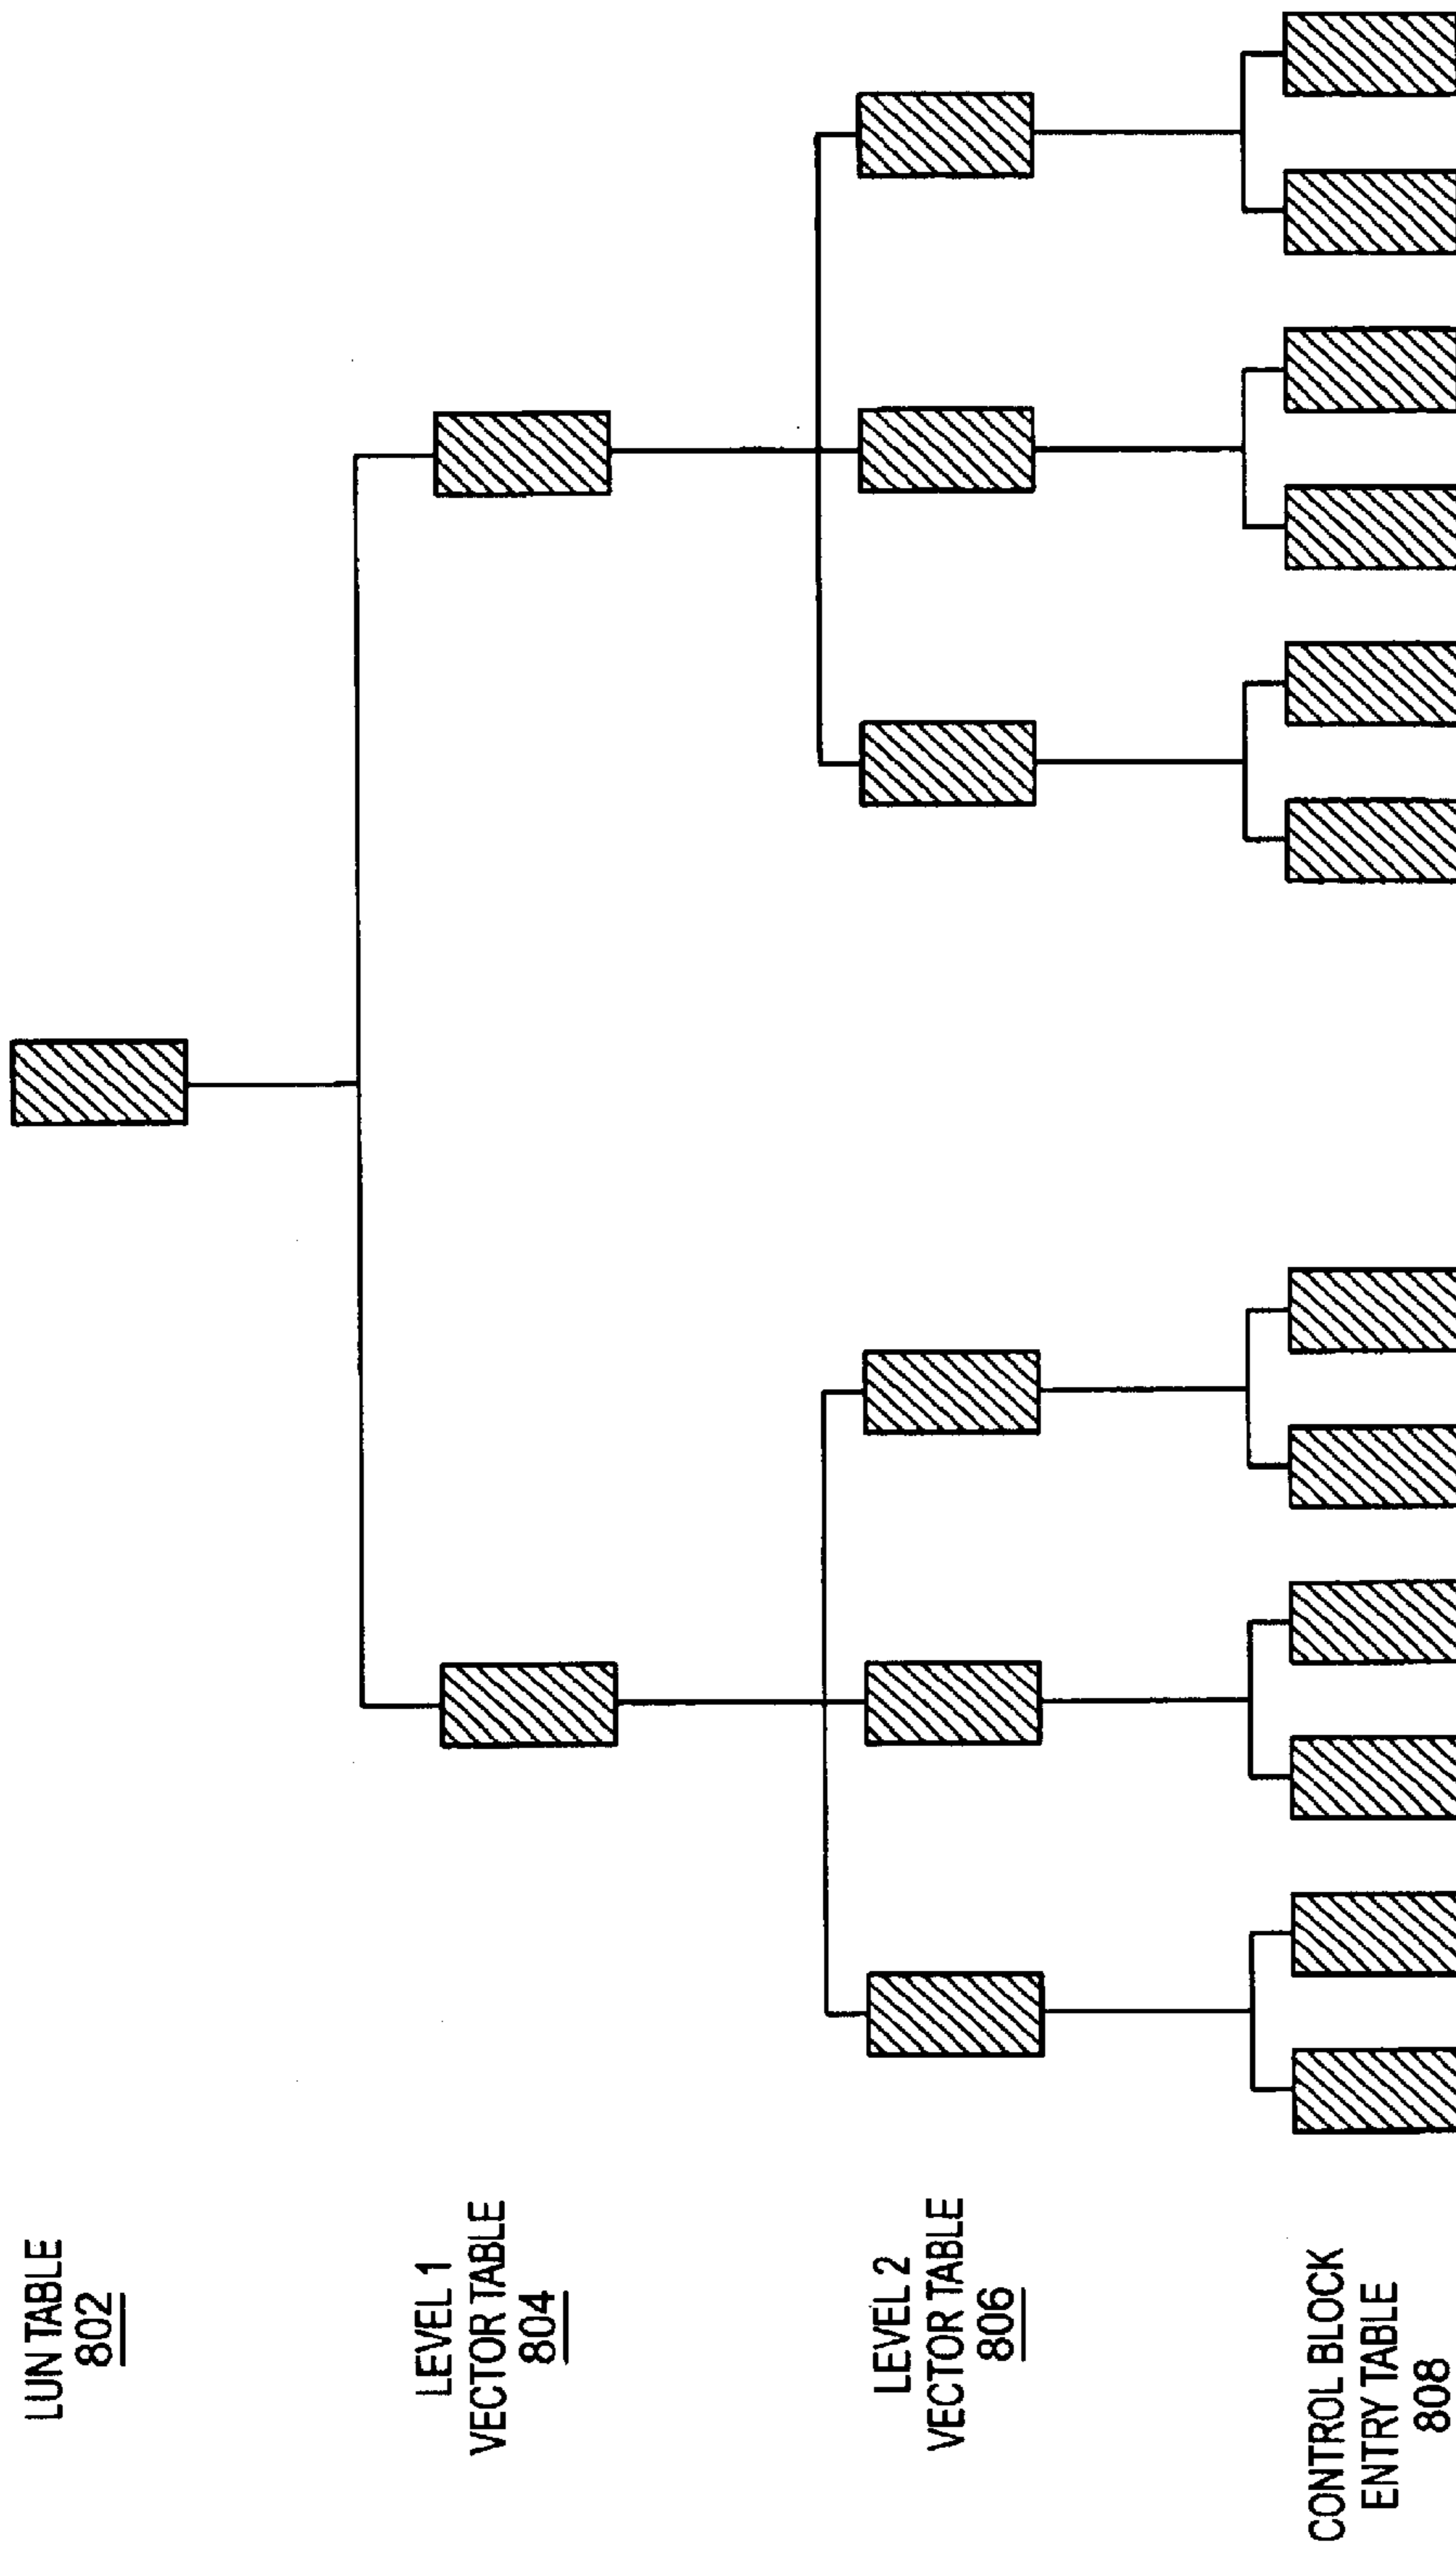 LUN TABLE
802
LEVEL 1
VECTOR TABLE
804
LEVEL 2
VECTOR TABLE
806
CONTROL BLOCK
ENTRY TABLE
808